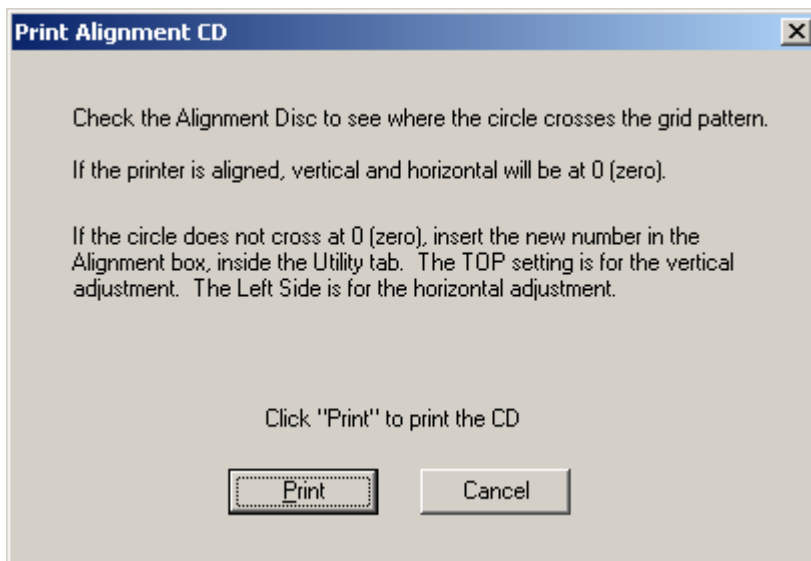 Print Alignment CD
Check the Alignment Disc to see where the circle crosses the grid pattern.
If the printer is aligned, vertical and horizontal will be at 0 (zero).
If the circle does not cross at 0 (zero), insert the new number in the
Alignment box, inside the Utility tab.  The TOP setting is for the vertical
adjustment.  The Left Side is for the horizontal adjustment.
Click "Print" to print the CD
Print
Cancel